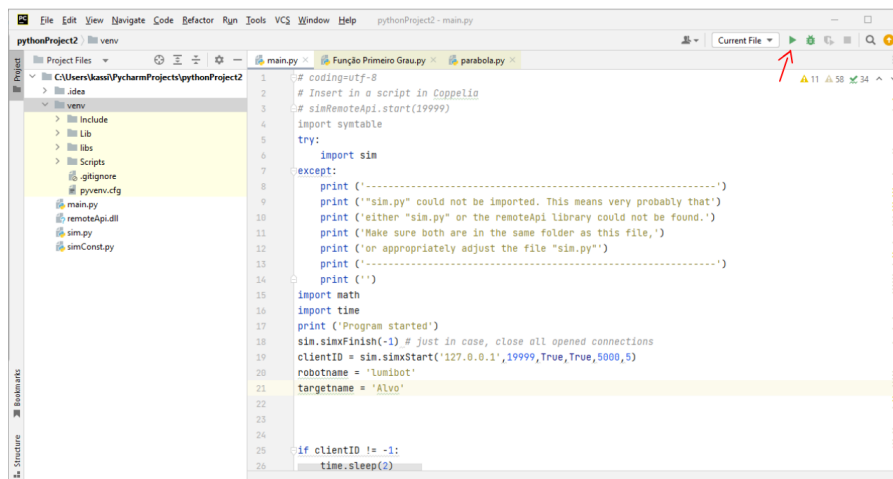 PC File Edit View Navigate Code Refactor Run Tools VCS Window Help pythonProject2 - main.py
pythonProject2 venv Current File
Project Project Files main.py Função Primeiro Grau.py parabola.py
C:\Users\kassi\PycharmProjects\pythonProject2
.idea
venv
Include
Lib
libs
Scripts
.gitignore
pyvenv.cfg
main.py
remoteApi.dll
sim.py
simConst.py
11 58 34
1 # coding=utf-8
2 # Insert in a script in Coppelia
3 # simRemoteApi.start(19999)
4 import symtable
5 try:
6 import sim
7 except:
8 print ('--------------------------------------------------------------')
9 print ('"sim.py" could not be imported. This means very probably that')
10 print ('either "sim.py" or the remoteApi library could not be found.')
11 print ('Make sure both are in the same folder as this file,')
12 print ('or appropriately adjust the file "sim.py"')
13 print ('--------------------------------------------------------------')
14 print ('')
15 import math
16 import time
17 print ('Program started')
18 sim.simxFinish(-1) # just in case, close all opened connections
19 clientID = sim.simxStart('127.0.0.1',19999,True,True,5000,5)
20 robotname = 'lumibot'
21 targetname = 'Alvo'
22
23
24
25 if clientID != -1:
26 time.sleep(2)
Bookmarks
Structure